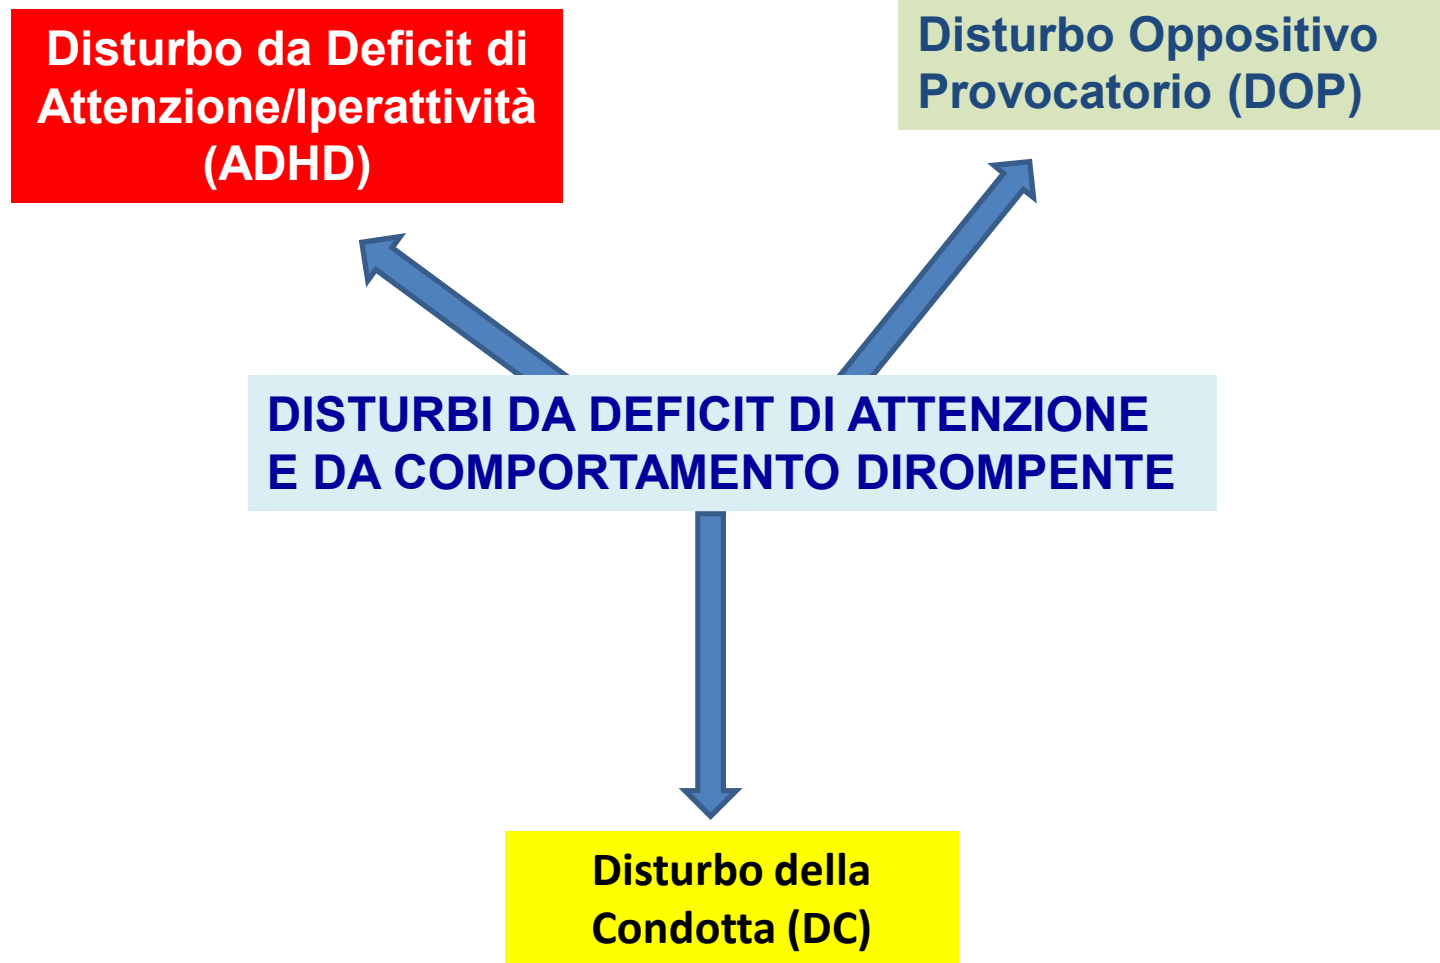 Disturbo da Deficit di
Attenzione/Iperattività
(ADHD)
Disturbo Oppositivo
Provocatorio (DOP)
DISTURBI DA DEFICIT DI ATTENZIONE
E DA COMPORTAMENTO DIROMPENTE
Disturbo della
Condotta (DC)